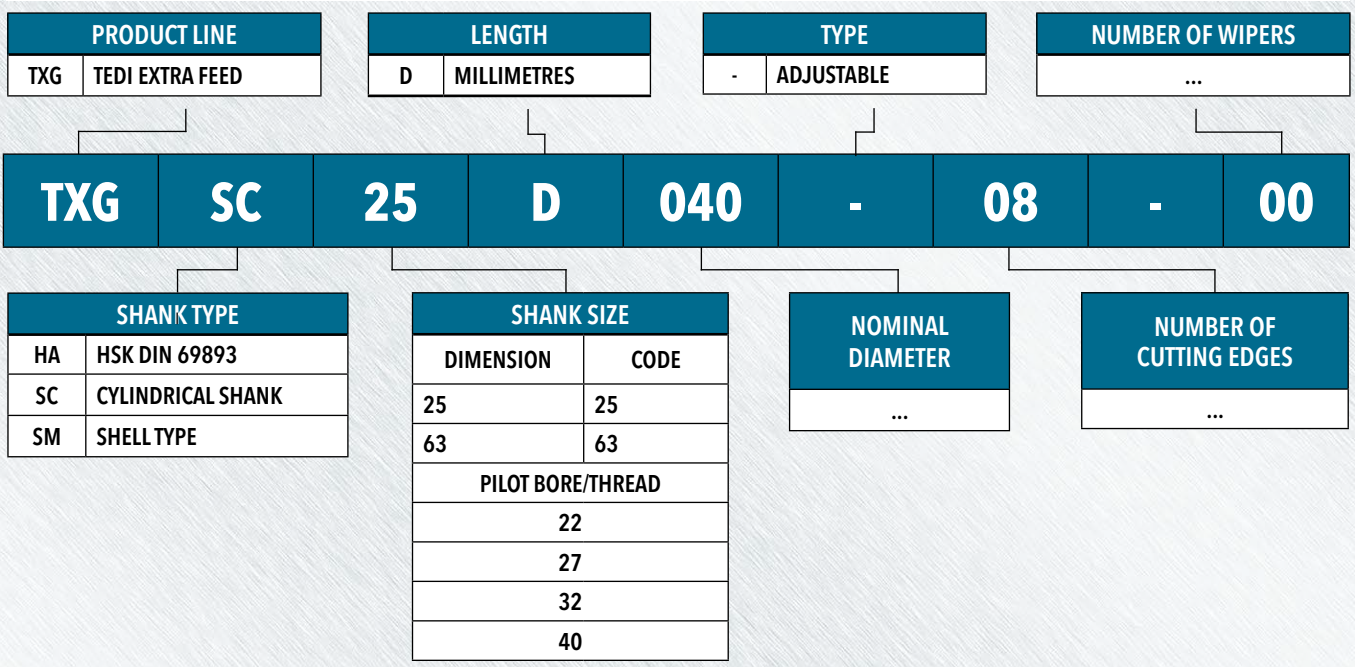 PRODUCT LINE
TXG TEDI EXTRA FEED
LENGTH
D MILLIMETRES
TYPE
- ADJUSTABLE
NUMBER OF WIPERS
...
TXG SC 25 D 040 - 08 - 00
SHANK TYPE
HA HSK DIN 69893
SC CYLINDRICAL SHANK
SM SHELL TYPE
SHANK SIZE
DIMENSION CODE
25 25
63 63
PILOT BORE/THREAD
22
27
32
40
NOMINAL
DIAMETER
...
NUMBER OF
CUTTING EDGES
...